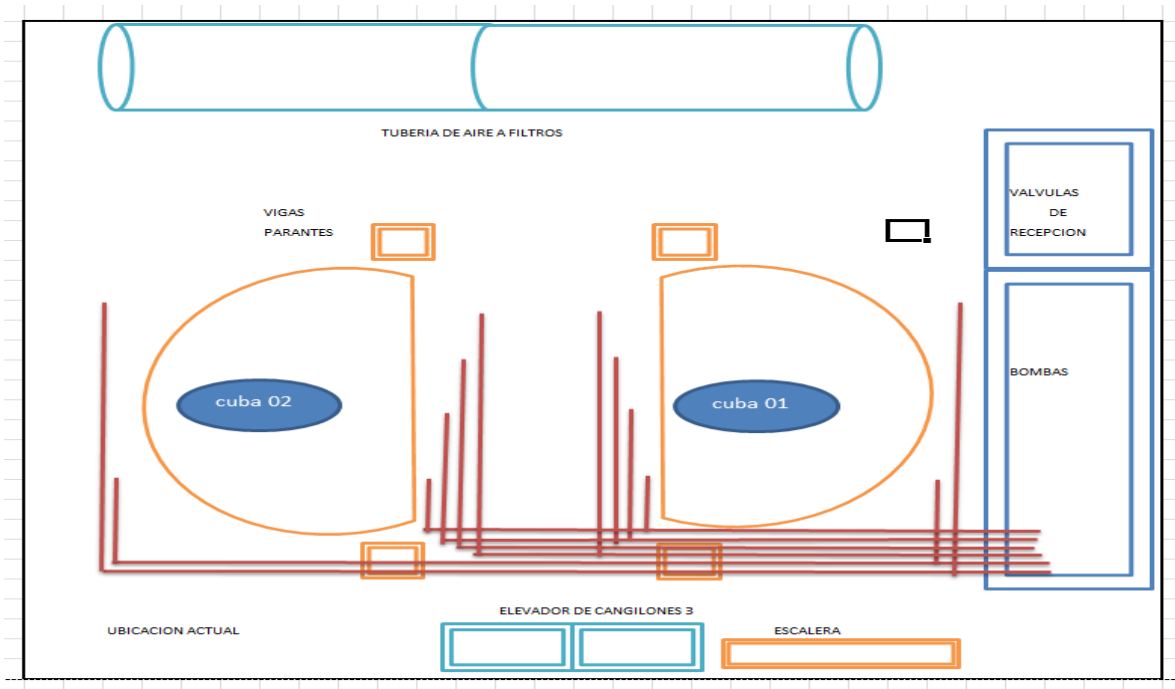 TUBERIA DE AIRE A FILTROS
VALVULAS
DE
RECEPCION
VIGAS
PARANTES
BOMBAS
cuba 02
cuba 01
ELEVADOR DE CANGILONES 3
UBICACION ACTUAL
ESCALERA